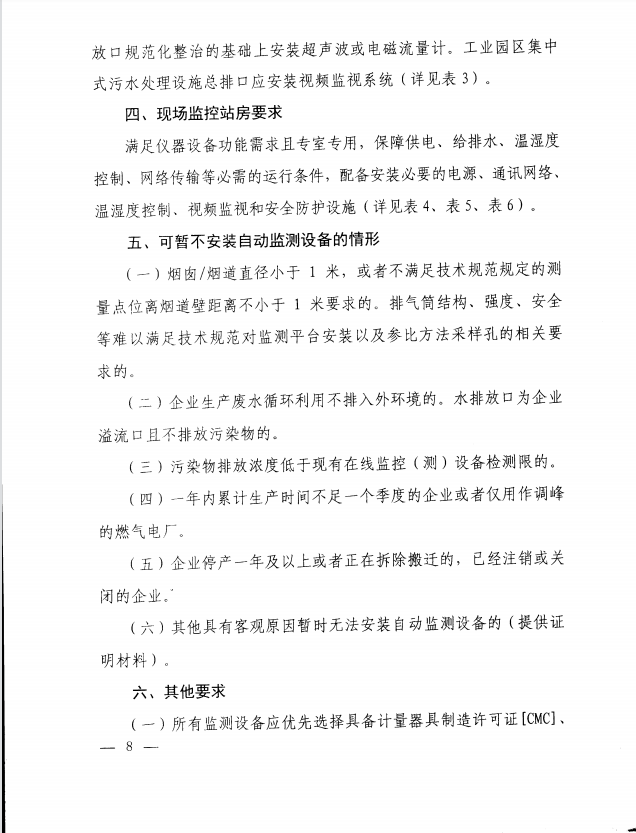 放口规范化整治的基础上安装超声波或电磁流量计。工业园区集中
式污水处理设施总排口应安装视频监视系统（详见表3）。
四、现场监控站房要求
满足仪器设备功能需求且专室专用，保障供电、给排水、温湿度
控制、网络传输等必需的运行条件，配备安装必要的电源、通讯网络、
温湿度控制、视频监视和安全防护设施（详见表4、表5、表6）。
五、可暂不安装自动监测设备的情形
（一）烟囱/烟道直径小于 1 米，或者不满足技术规范规定的测
量点位离烟道壁距离不小于 1 米要求的。排气筒结构、强度、安全
等难以满足技术规范对监测平台安装以及参比方法采样孔的相关要
求的。
（二）企业生产废水循环利用不排入外环境的。水排放口为企业
溢流口且不排放污染物的。
（三）污染物排放浓度低于现有在线监控（测）设备检测限的。
（四）一年内累计生产时间不足一个季度的企业或者仅用作调峰
的燃气电厂。
（五）企业停产一年及以上或者正在拆除搬迁的，已经注销或关
闭的企业。
（六）其他具有客观原因暂时无法安装自动监测设备的（提供证
明材料）。
六、其他要求
（一）所有监测设备应优先选择具备计量器具制造许可证[CMC]、
— 8 —